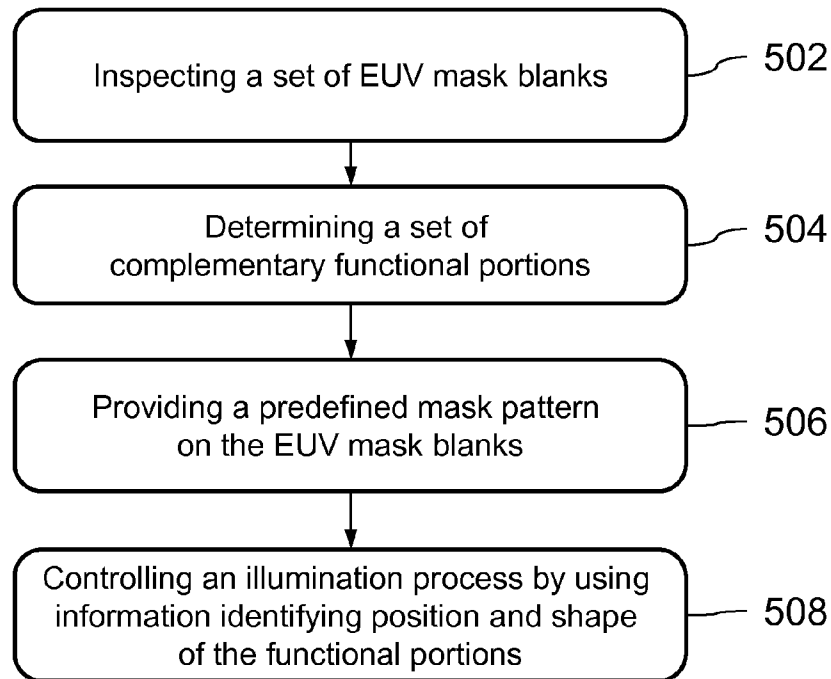 Inspecting a set of EUV mask blanks
502
Determining a set of
complementary functional portions
504
Providing a predefined mask pattern
on the EUV mask blanks
506
Controlling an illumination process by using
information identifying position and shape
of the functional portions
508